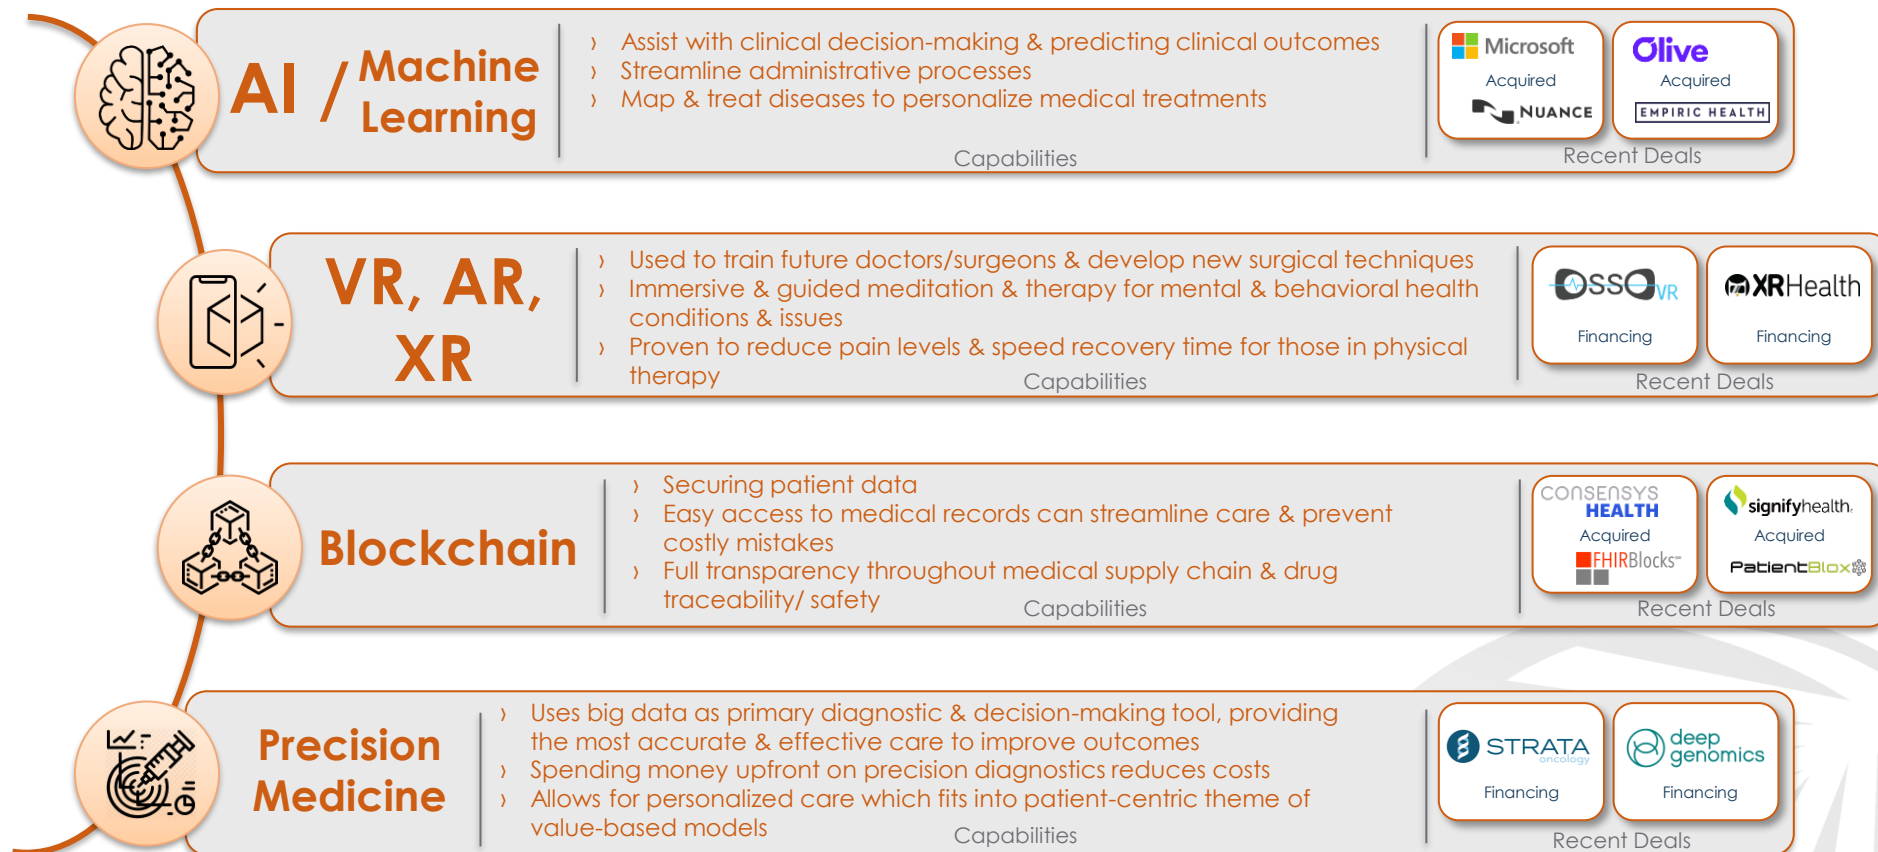 AI / Machine
Learning
› Assist with clinical decision-making & predicting clinical outcomes
› Streamline administrative processes
› Map & treat diseases to personalize medical treatments
Capabilities
Microsoft
Acquired
NUANCE
Olive
Acquired
EMPIRIC HEALTH
Recent Deals
VR, AR,
XR
› Used to train future doctors/surgeons & develop new surgical techniques
› Immersive & guided meditation & therapy for mental & behavioral health
conditions & issues
› Proven to reduce pain levels & speed recovery time for those in physical
therapy
Capabilities
OSSO VR
Financing
XRHealth
Financing
Recent Deals
Blockchain
› Securing patient data
› Easy access to medical records can streamline care & prevent
costly mistakes
› Full transparency throughout medical supply chain & drug
traceability/ safety
Capabilities
CONSENSYS
HEALTH
Acquired
FHIRBlocks℠
signifyhealth.
Acquired
PatientBlox
Recent Deals
Precision
Medicine
› Uses big data as primary diagnostic & decision-making tool, providing
the most accurate & effective care to improve outcomes
› Spending money upfront on precision diagnostics reduces costs
› Allows for personalized care which fits into patient-centric theme of
value-based models
Capabilities
STRATA
oncology
Financing
deep
genomics
Financing
Recent Deals